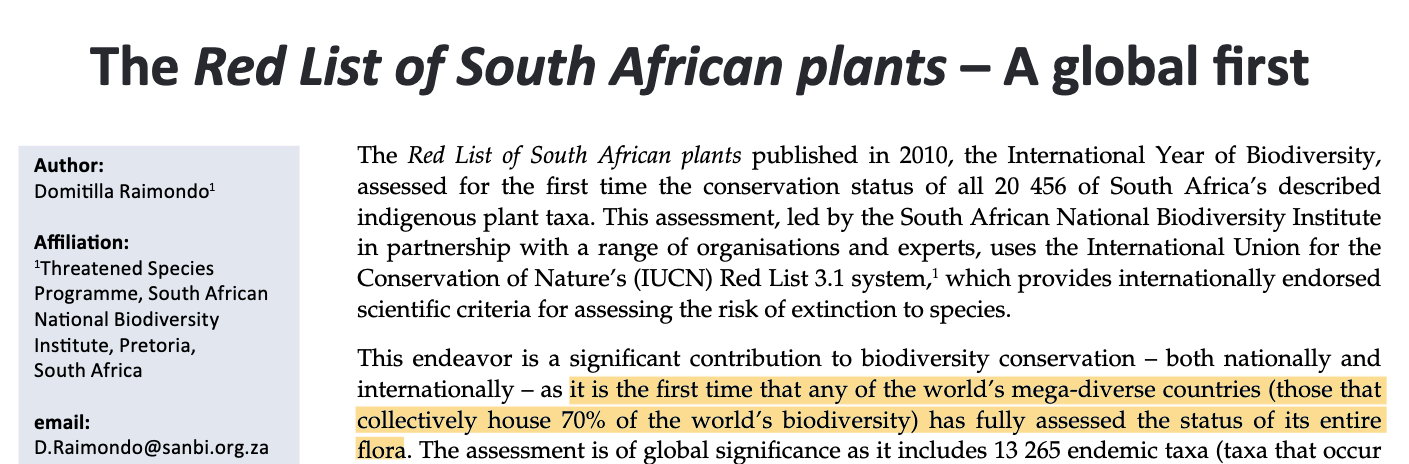 The Red List of South African plants – A global first
Author:
Domitilla Raimondo¹
Affiliation:
¹Threatened Species
Programme, South African
National Biodiversity
Institute, Pretoria,
South Africa
email:
D.Raimondo@sanbi.org.za
The Red List of South African plants published in 2010, the International Year of Biodiversity,
assessed for the first time the conservation status of all 20 456 of South Africa’s described
indigenous plant taxa. This assessment, led by the South African National Biodiversity Institute
in partnership with a range of organisations and experts, uses the International Union for the
Conservation of Nature’s (IUCN) Red List 3.1 system,¹ which provides internationally endorsed
scientific criteria for assessing the risk of extinction to species.
This endeavor is a significant contribution to biodiversity conservation – both nationally and
internationally – as it is the first time that any of the world’s mega-diverse countries (those that
collectively house 70% of the world’s biodiversity) has fully assessed the status of its entire
flora. The assessment is of global significance as it includes 13 265 endemic taxa (taxa that occur